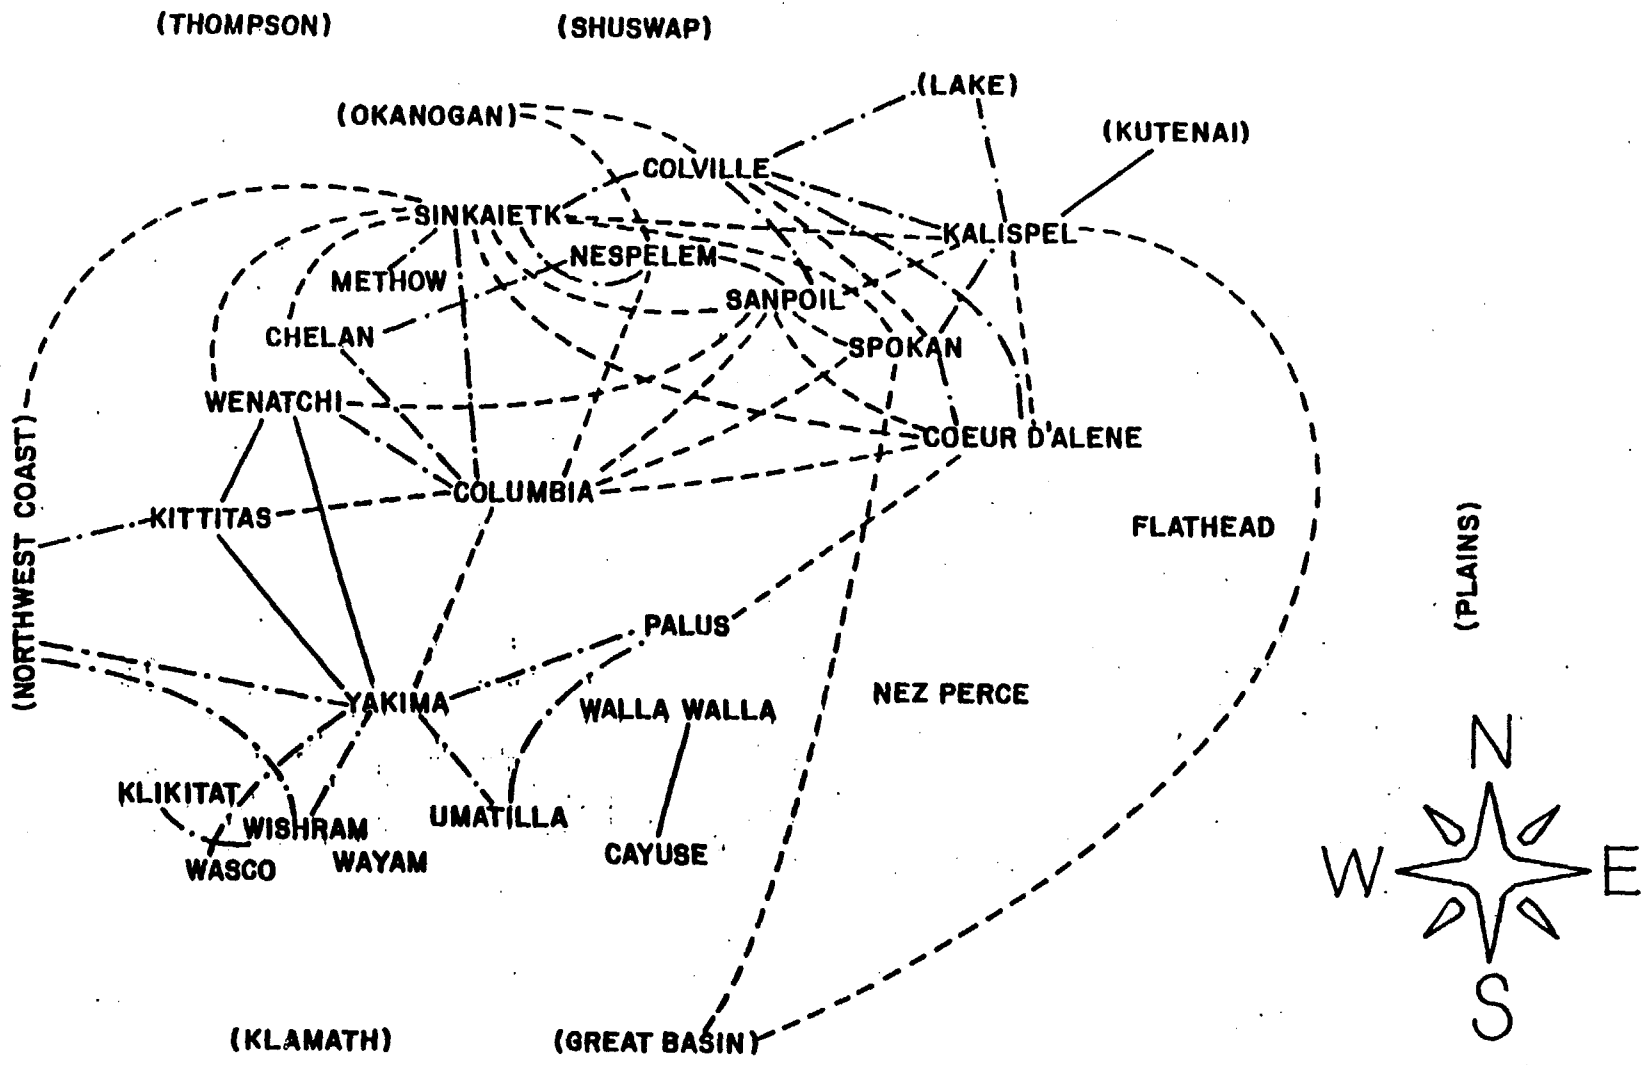 (THOMPSON)
(SHUSWAP)
(LAKE)
(OKANOGAN)
(KUTENAI)
COLVILLE
SINKAIETK
KALISPEL
NESPELEM
METHOW
SANPOIL
CHELAN
SPOKAN
WENATCHI
COEUR D'ALENE
(NORTHWEST COAST)
COLUMBIA
KITTITAS
FLATHEAD
(PLAINS)
PALUS
NEZ PERCE
YAKIMA
WALLA WALLA
N
KLIKITAT
UMATILLA
WISHRAM
CAYUSE
WAYAM
WASCO
W
E
S
(KLAMATH)
(GREAT BASIN)